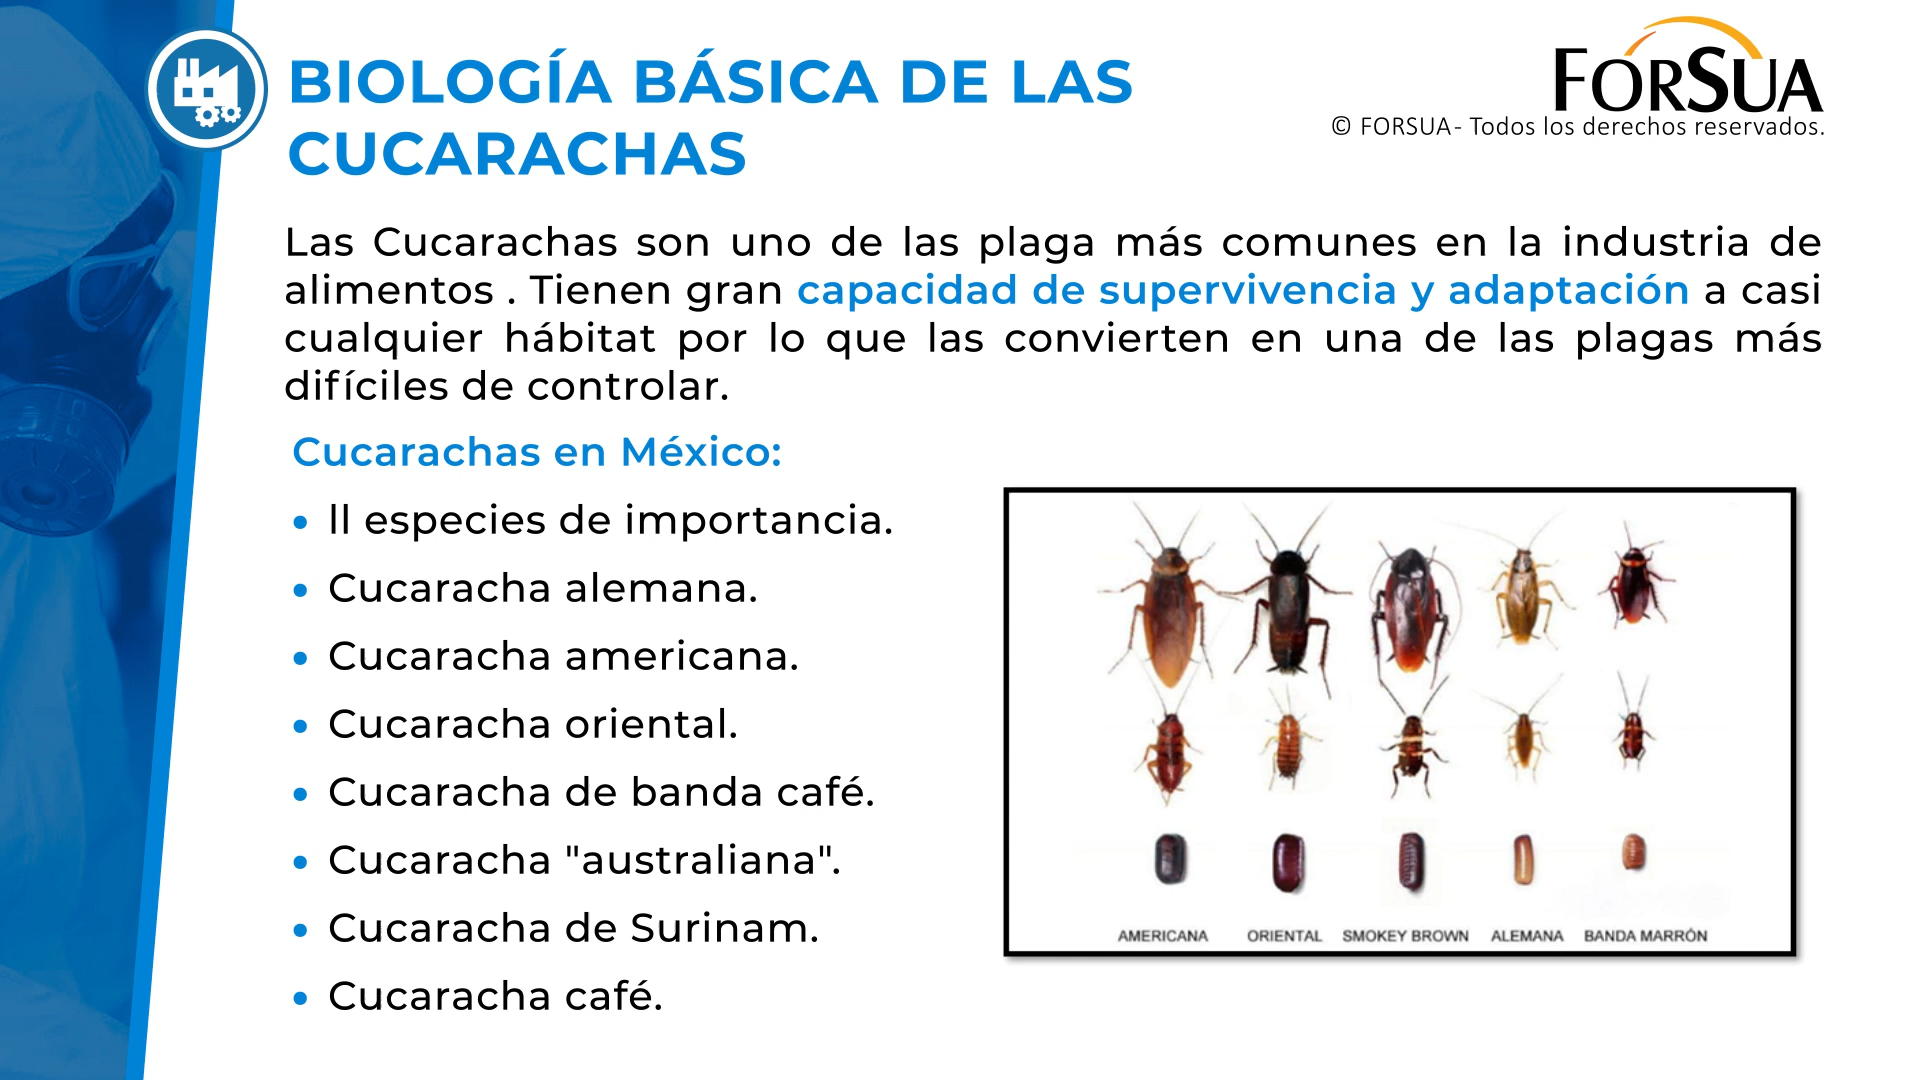 BIOLOGÍA BÁSICA DE LAS
CUCARACHAS
FORSUA
© FORSUA- Todos los derechos reservados.
Las Cucarachas son uno de las plaga más comunes en la industria de
alimentos . Tienen gran capacidad de supervivencia y adaptación a casi
cualquier hábitat por lo que las convierten en una de las plagas más
difíciles de controlar.
Cucarachas en México:
• ll especies de importancia.
• Cucaracha alemana.
• Cucaracha americana.
• Cucaracha oriental.
• Cucaracha de banda café.
• Cucaracha "australiana".
• Cucaracha de Surinam.
• Cucaracha café.
AMERICANA ORIENTAL SMOKEY BROWN ALEMANA BANDA MARRÓN